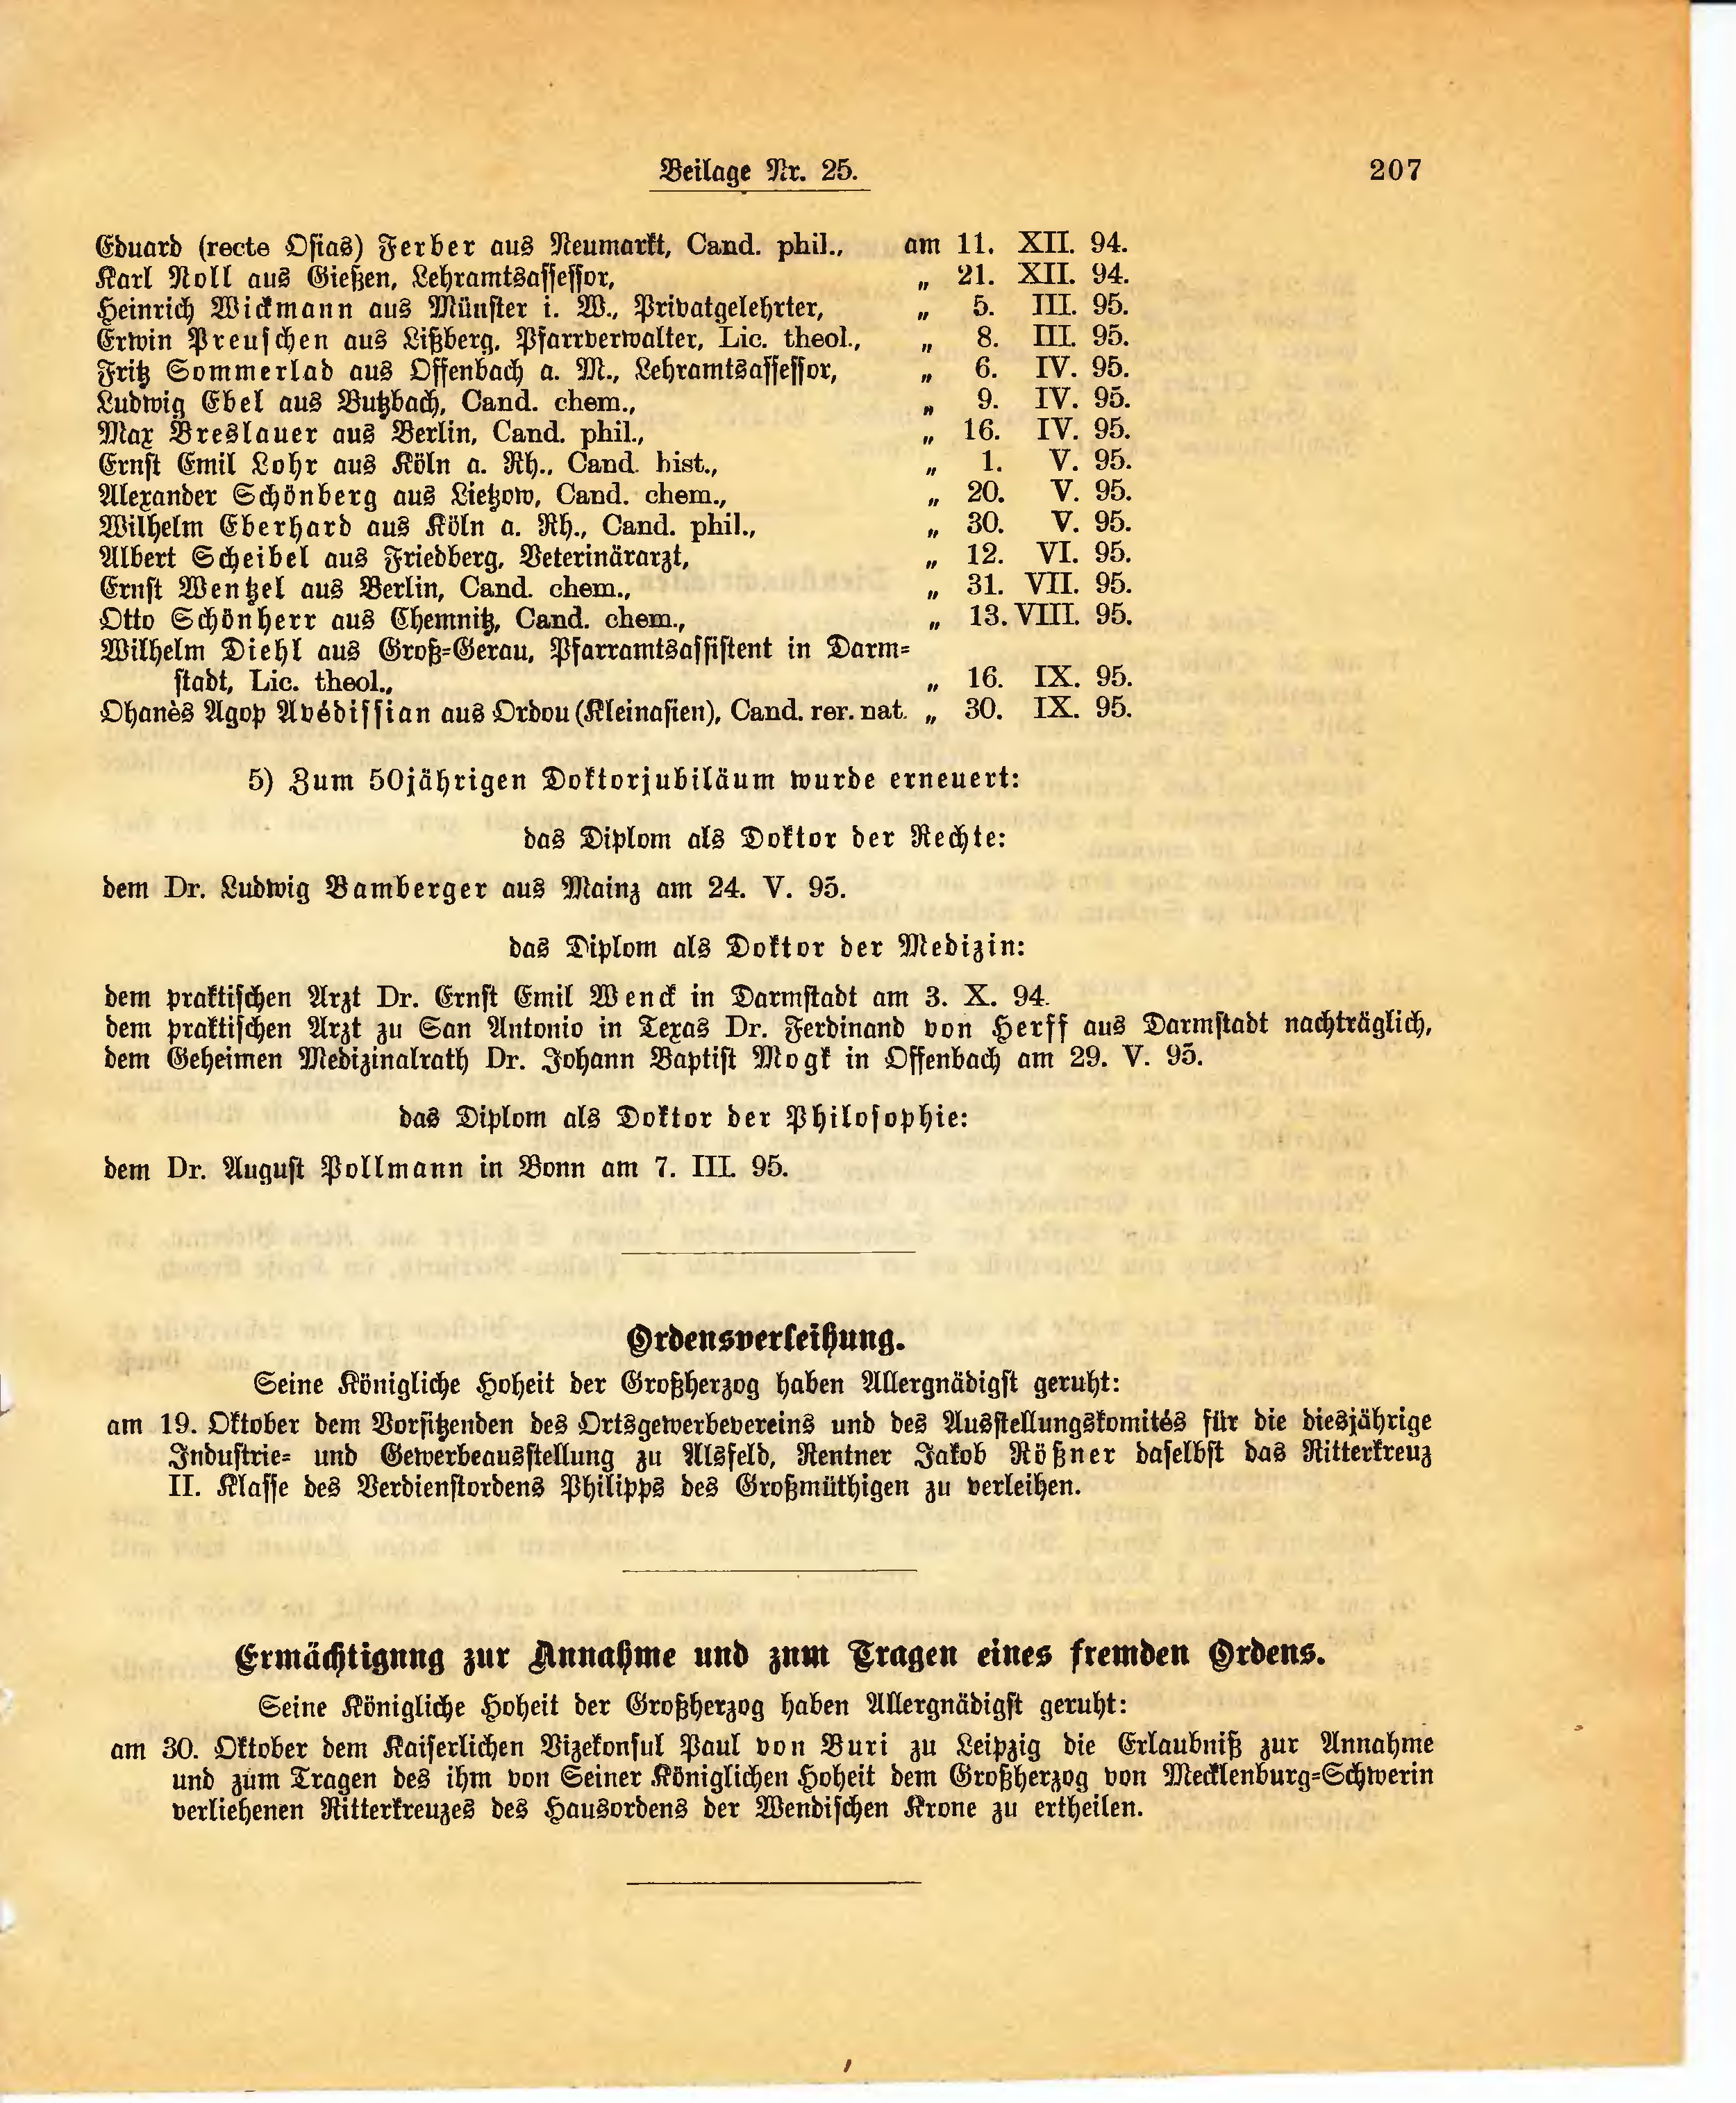 Beilage Nr. 25.
207
Eduard (recte Osias) Ferber aus Neumarkt, Cand. phil., am 11. XII. 94.
Karl Noll aus Gießen, Lehramtsassessor, „ 21. XII. 94.
Heinrich Wickmann aus Münster i. W., Privatgelehrter, „ 5. III. 95.
Erwin Preuschen aus Lißberg, Pfarrverwalter, Lic. theol., „ 8. III. 95.
Fritz Sommerlad aus Offenbach a. M., Lehramtsassessor, „ 6. IV. 95.
Ludwig Ebel aus Butzbach, Cand. chem., „ 9. IV. 95.
Max Breslauer aus Berlin, Cand. phil., „ 16. IV. 95.
Ernst Emil Lohr aus Köln a. Rh., Cand. hist., „ 1. V. 95.
Alexander Schönberg aus Lietzow, Cand. chem., „ 20. V. 95.
Wilhelm Eberhard aus Köln a. Rh., Cand. phil., „ 30. V. 95.
Albert Scheibel aus Friedberg, Veterinärarzt, „ 12. VI. 95.
Ernst Wentzel aus Berlin, Cand. chem., „ 31. VII. 95.
Otto Schönherr aus Chemnitz, Cand. chem., „ 13. VIII. 95.
Wilhelm Diehl aus Groß-Gerau, Pfarramtsassistent in Darm-
stadt, Lic. theol., „ 16. IX. 95.
Ohanès Agop Avédissian aus Ordou (Kleinasien), Cand. rer. nat. „ 30. IX. 95.
5) Zum 50jährigen Doktorjubiläum wurde erneuert:
das Diplom als Doktor der Rechte:
dem Dr. Ludwig Bamberger aus Mainz am 24. V. 95.
das Diplom als Doktor der Medizin:
dem praktischen Arzt Dr. Ernst Emil Wenck in Darmstadt am 3. X. 94.
dem praktischen Arzt zu San Antonio in Texas Dr. Ferdinand von Herff aus Darmstadt nachträglich,
dem Geheimen Medizinalrath Dr. Johann Baptist Mogk in Offenbach am 29. V. 95.
das Diplom als Doktor der Philosophie:
dem Dr. August Pollmann in Bonn am 7. III. 95.
Ordensverleihung.
Seine Königliche Hoheit der Großherzog haben Allergnädigst geruht:
am 19. Oktober dem Vorsitzenden des Ortsgewerbevereins und des Ausstellungskomités für die diesjährige
Industrie- und Gewerbeausstellung zu Alsfeld, Rentner Jakob Rößner daselbst das Ritterkreuz
II. Klasse des Verdienstordens Philipps des Großmüthigen zu verleihen.
Ermächtigung zur Annahme und zum Tragen eines fremden Ordens.
Seine Königliche Hoheit der Großherzog haben Allergnädigst geruht:
am 30. Oktober dem Kaiserlichen Vizekonsul Paul von Buri zu Leipzig die Erlaubniß zur Annahme
und zum Tragen des ihm von Seiner Königlichen Hoheit dem Großherzog von Mecklenburg-Schwerin
verliehenen Ritterkreuzes des Hausordens der Wendischen Krone zu ertheilen.